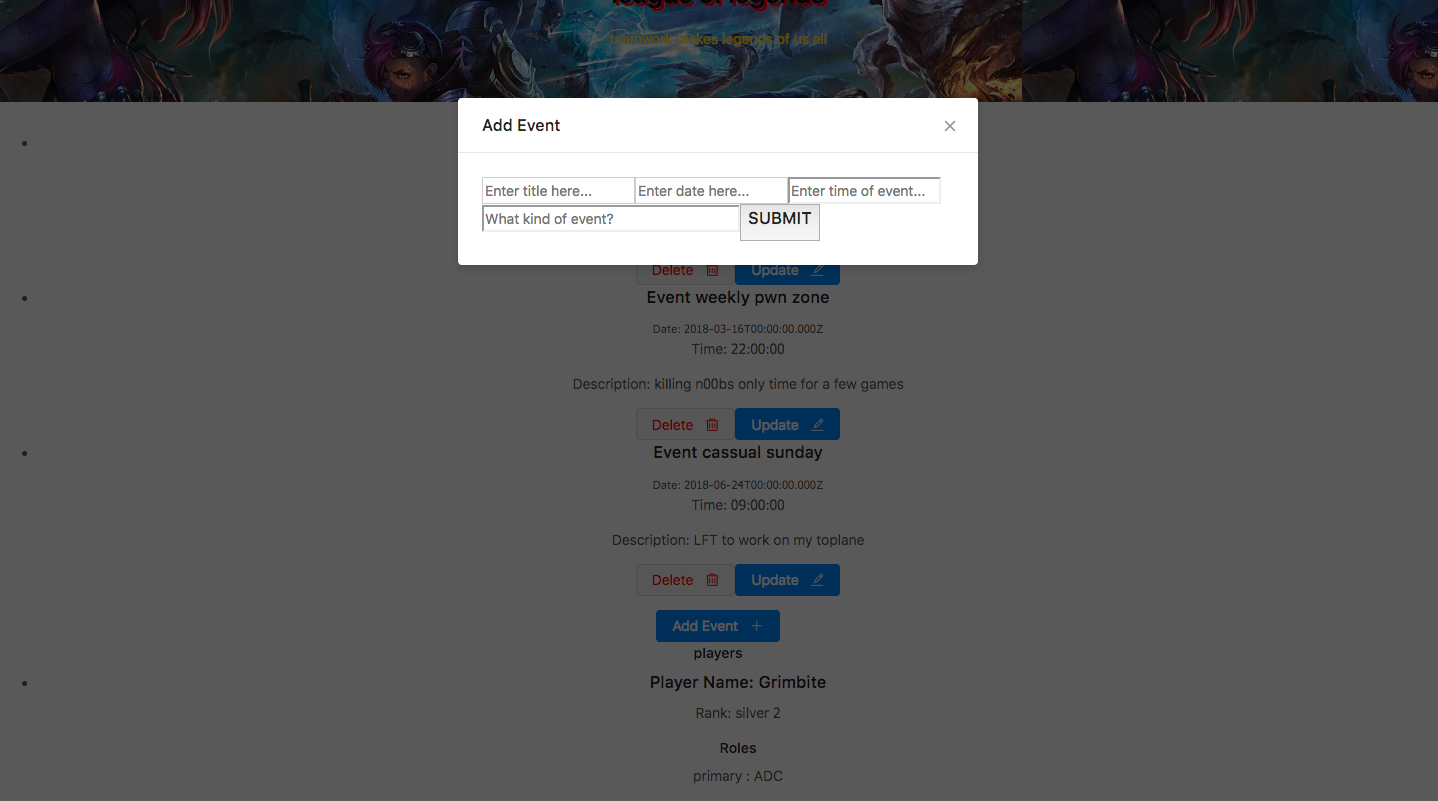 league of legends
teamwork makes legends of us all
Add Event
Enter title here... Enter date here... Enter time of event...
What kind of event? SUBMIT
Delete Update
Event weekly pwn zone
Date: 2018-03-16T00:00:00.000Z
Time: 22:00:00
Description: killing n00bs only time for a few games
Delete Update
Event cassual sunday
Date: 2018-06-24T00:00:00.000Z
Time: 09:00:00
Description: LFT to work on my toplane
Delete Update
Add Event
players
Player Name: Grimbite
Rank: silver 2
Roles
primary : ADC